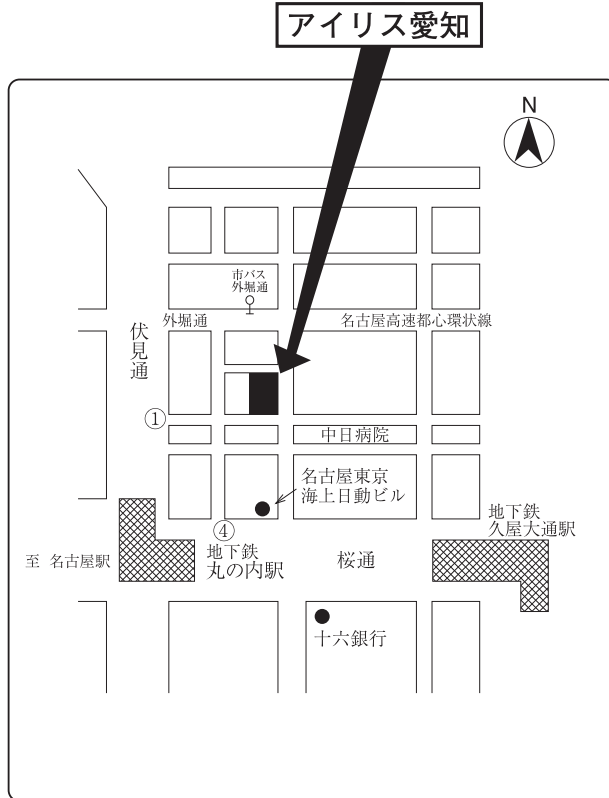 アイリス愛知
N
市バス
外堀通
外堀通
名古屋高速都心環状線
伏見通
①
中日病院
名古屋東京
海上日動ビル
地下鉄
久屋大通駅
④
地下鉄
丸の内駅
至 名古屋駅
桜通
十六銀行